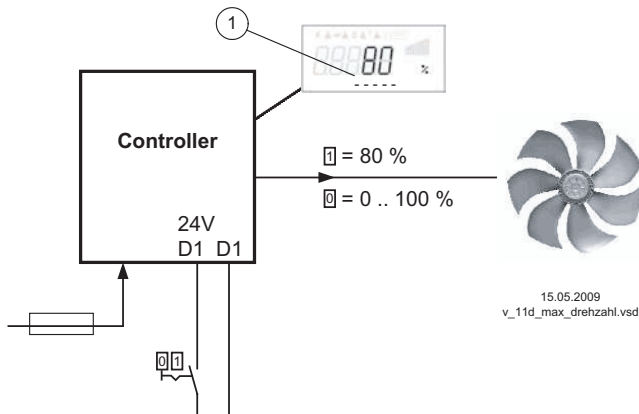 1
80
%
Controller
1 = 80 %
0 = 0 .. 100 %
24V
D1 D1
15.05.2009
v_11d_max_drehzahl.vsd
0 1